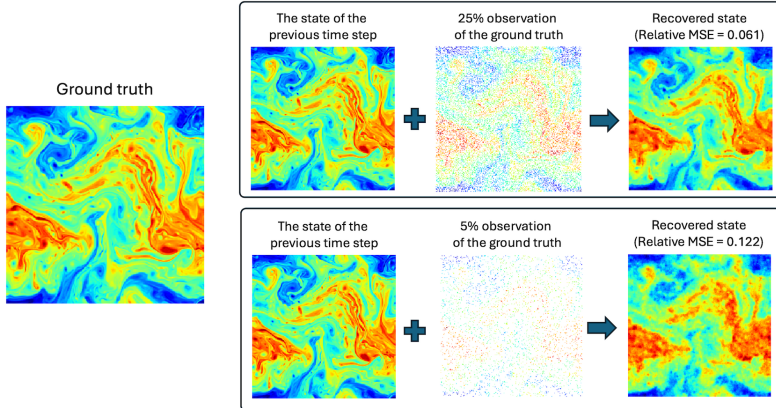 Ground truth
The state of the
previous time step
25% observation
of the ground truth
Recovered state
(Relative MSE = 0.061)
The state of the
previous time step
5% observation
of the ground truth
Recovered state
(Relative MSE = 0.122)